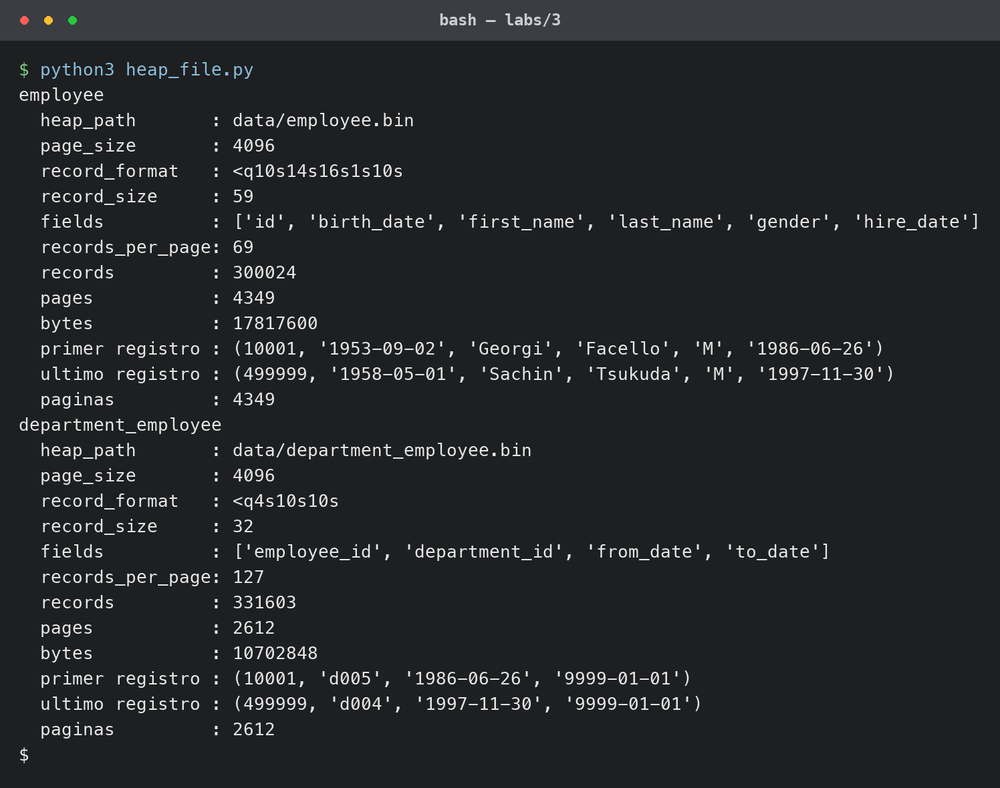 bash — labs/3
$ python3 heap_file.py
employee
  heap_path       : data/employee.bin
  page_size       : 4096
  record_format   : <q10s14s16s1s10s
  record_size     : 59
  fields          : ['id', 'birth_date', 'first_name', 'last_name', 'gender', 'hire_date']
  records_per_page: 69
  records         : 300024
  pages           : 4349
  bytes           : 17817600
  primer registro : (10001, '1953-09-02', 'Georgi', 'Facello', 'M', '1986-06-26')
  ultimo registro : (499999, '1958-05-01', 'Sachin', 'Tsukuda', 'M', '1997-11-30')
  paginas         : 4349
department_employee
  heap_path       : data/department_employee.bin
  page_size       : 4096
  record_format   : <q4s10s10s
  record_size     : 32
  fields          : ['employee_id', 'department_id', 'from_date', 'to_date']
  records_per_page: 127
  records         : 331603
  pages           : 2612
  bytes           : 10702848
  primer registro : (10001, 'd005', '1986-06-26', '9999-01-01')
  ultimo registro : (499999, 'd004', '1997-11-30', '9999-01-01')
  paginas         : 2612
$